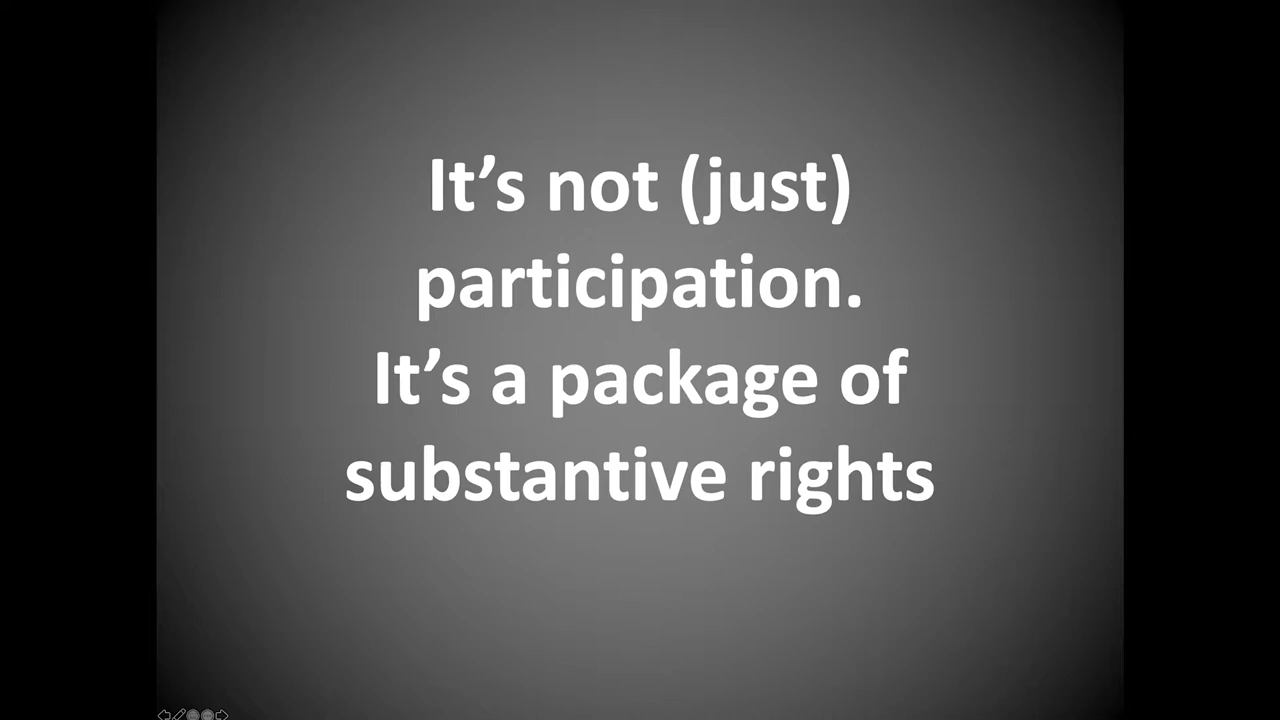 It’s not (just)
participation.
It’s a package of
substantive rights